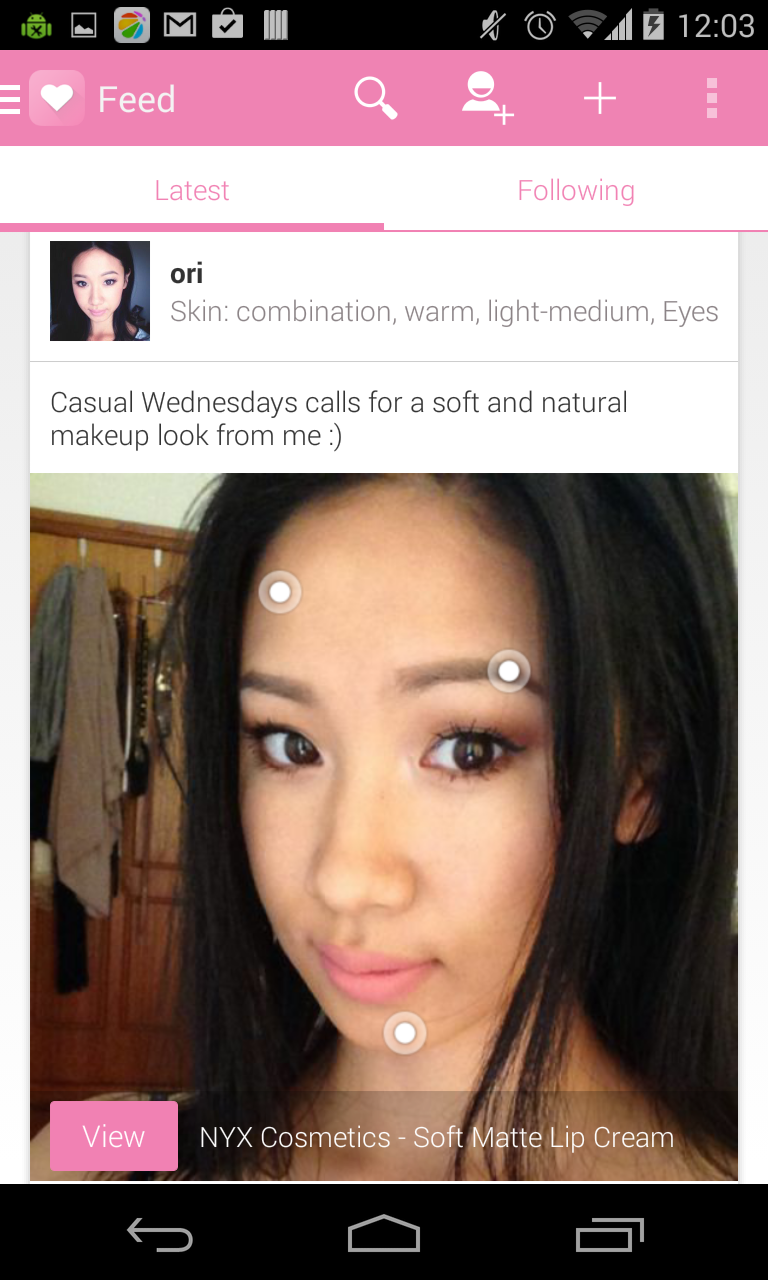 12:03
Feed
Latest
Following
ori
Skin: combination, warm, light-medium, Eyes
Casual Wednesdays calls for a soft and natural
makeup look from me :)
View
NYX Cosmetics - Soft Matte Lip Cream